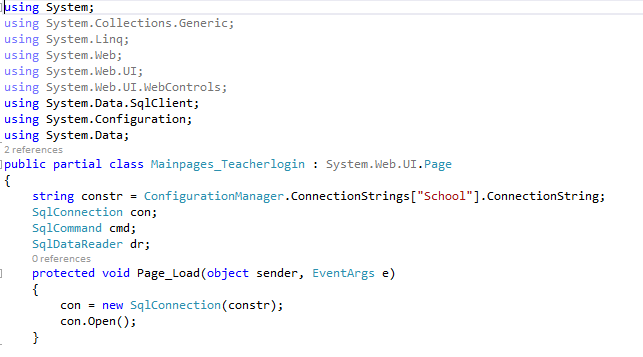 using System;
using System.Collections.Generic;
using System.Linq;
using System.Web;
using System.Web.UI;
using System.Web.UI.WebControls;
using System.Data.SqlClient;
using System.Configuration;
using System.Data;
2 references
public partial class Mainpages_Teacherlogin : System.Web.UI.Page
{
    string constr = ConfigurationManager.ConnectionStrings["School"].ConnectionString;
    SqlConnection con;
    SqlCommand cmd;
    SqlDataReader dr;
    0 references
    protected void Page_Load(object sender, EventArgs e)
    {
        con = new SqlConnection(constr);
        con.Open();
    }